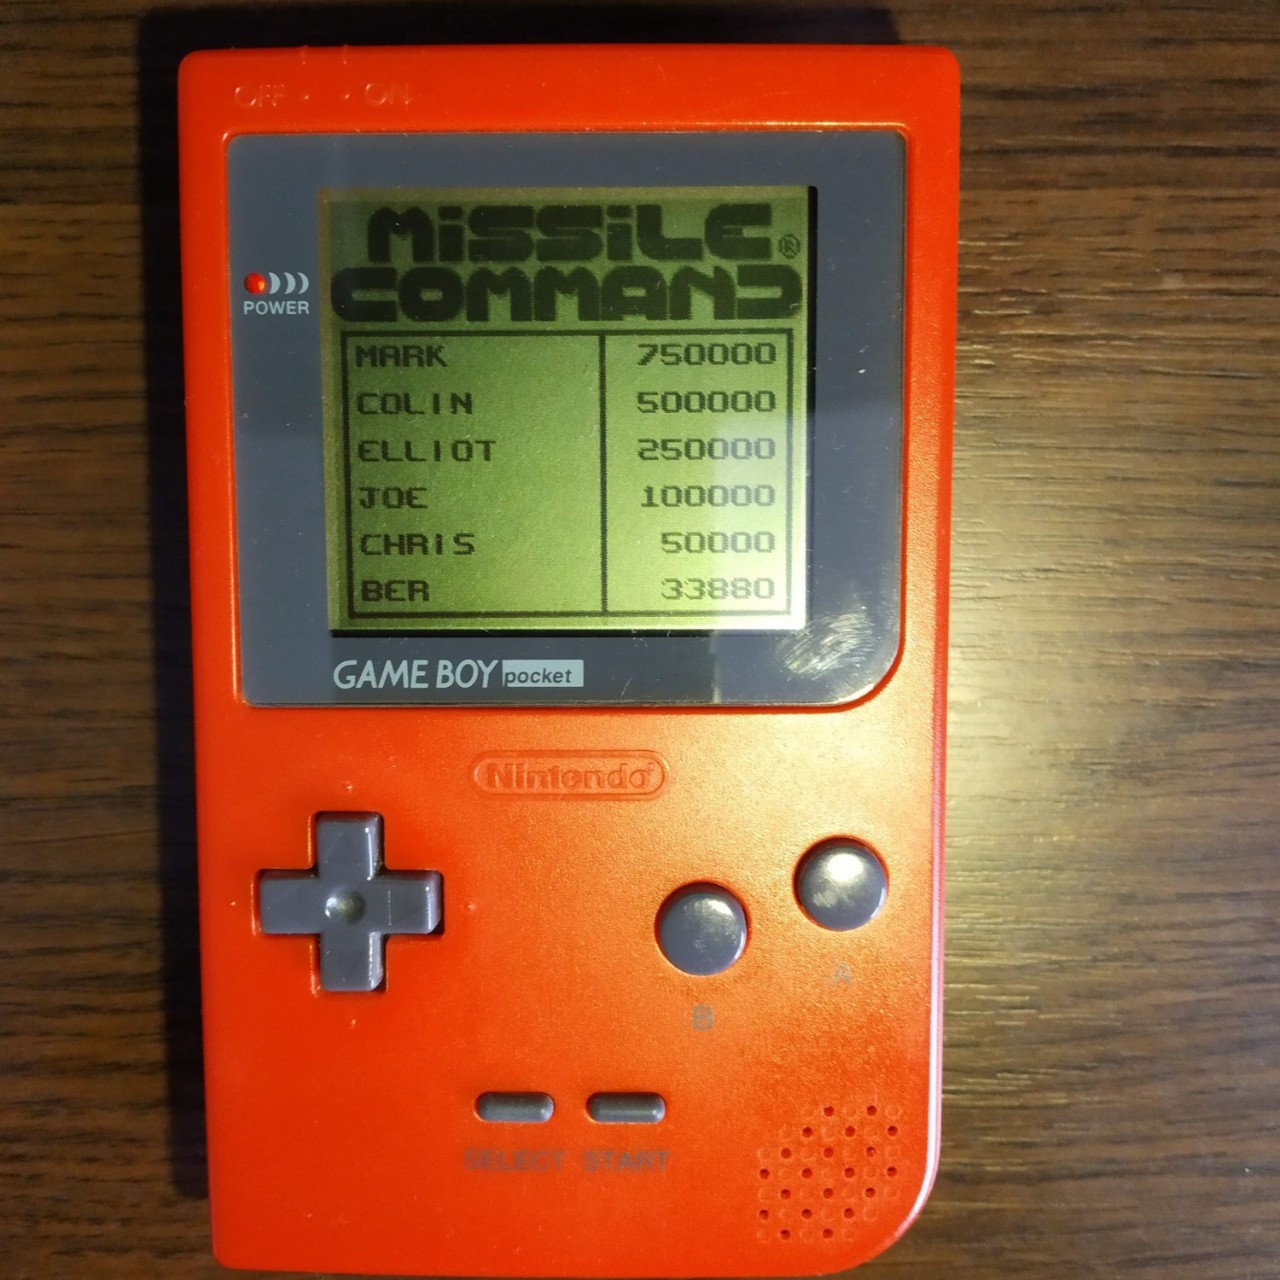 OFF ON
MiSSiLE®
COMMAND
POWER
MARK 750000
COLIN 500000
ELLIOT 250000
JOE 100000
CHRIS 50000
BER 33880
GAME BOY pocket
Nintendo®
A
B
SELECT START